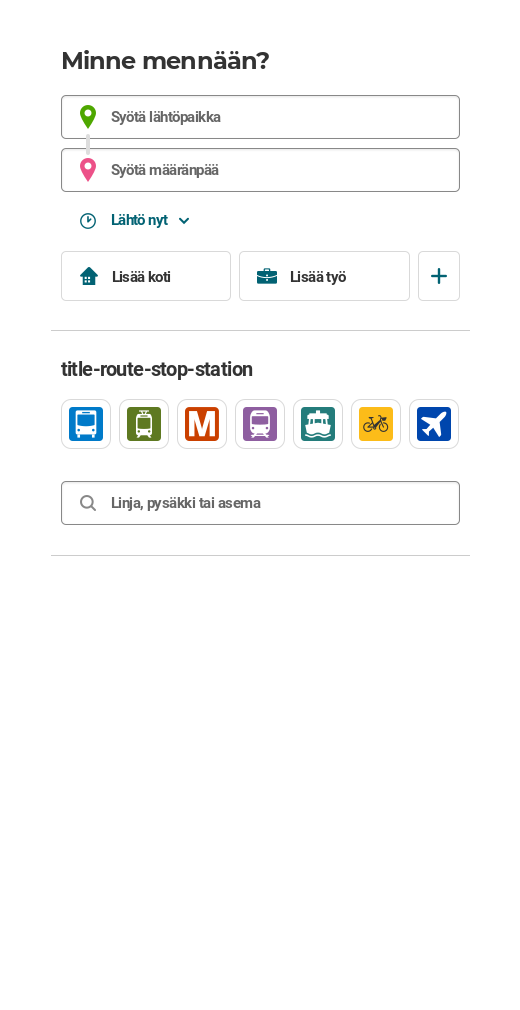 Minne mennään?
Syötä lähtöpaikka
Syötä määränpää
Lähtö nyt
Lisää koti
Lisää työ
title-route-stop-station
M
Linja, pysäkki tai asema